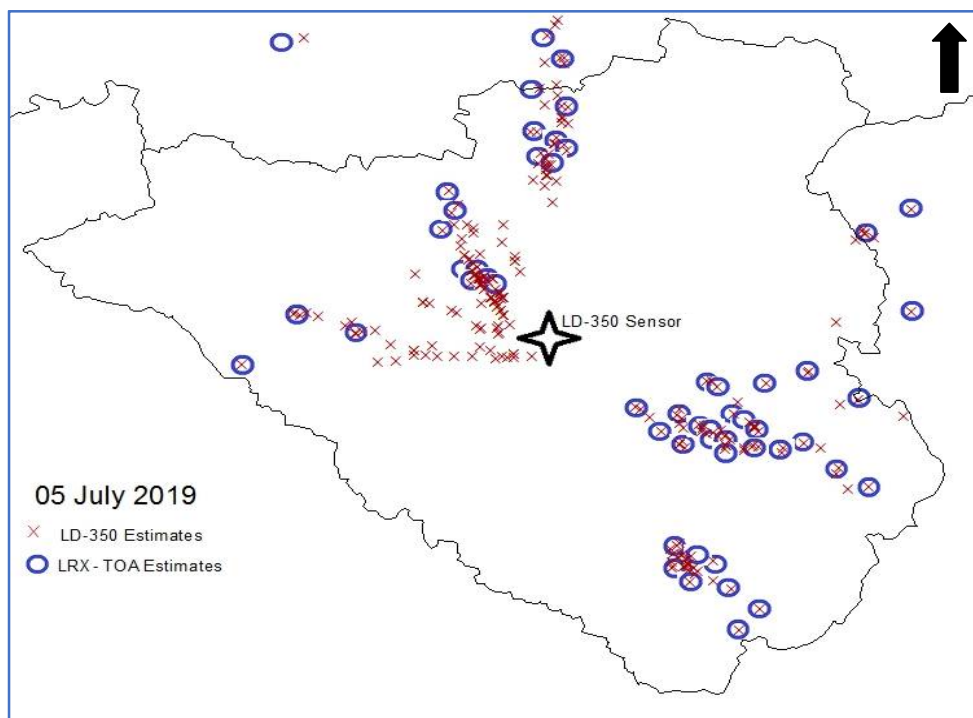 LD-350 Sensor
05 July 2019
LD-350 Estimates
LRX - TOA Estimates